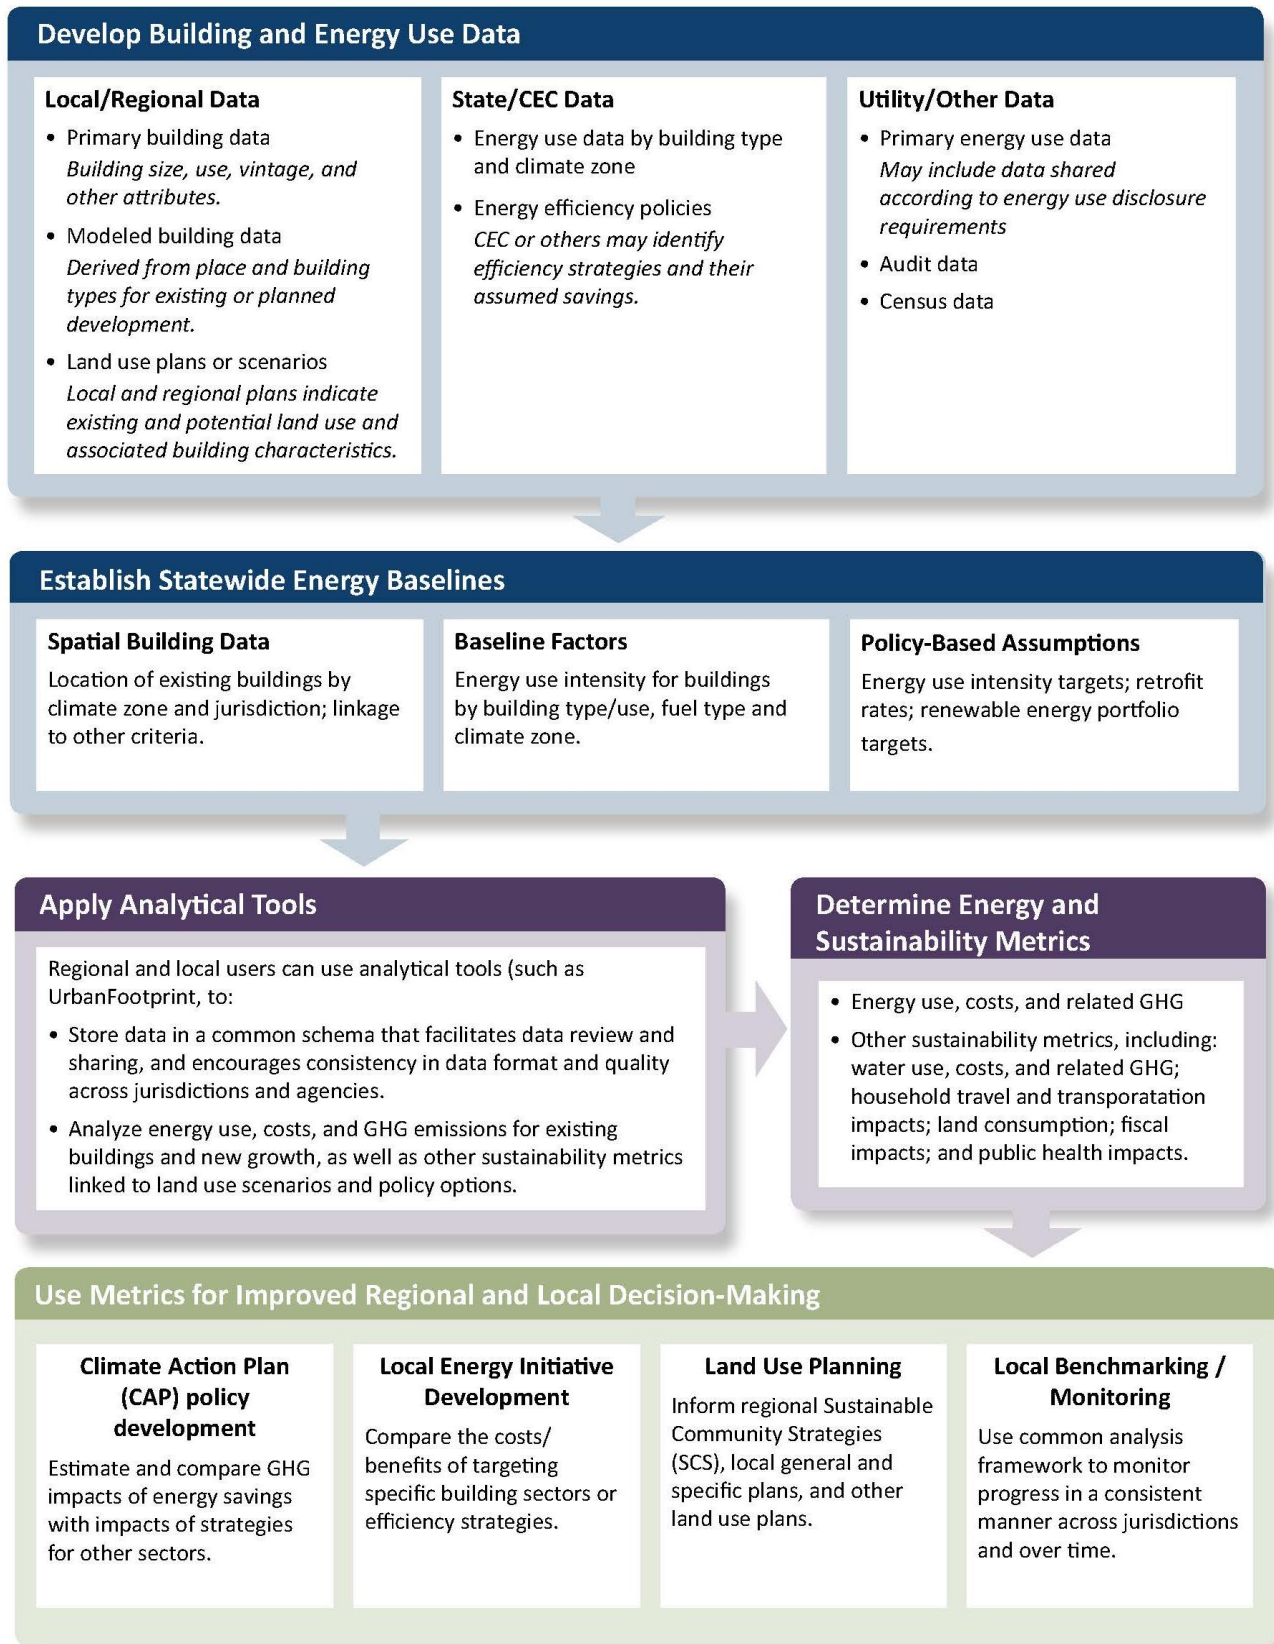 Develop Building and Energy Use Data
Local/Regional Data
• Primary building data
Building size, use, vintage, and
other attributes.
• Modeled building data
Derived from place and building
types for existing or planned
development.
• Land use plans or scenarios
Local and regional plans indicate
existing and potential land use and
associated building characteristics.
State/CEC Data
• Energy use data by building type
and climate zone
• Energy efficiency policies
CEC or others may identify
efficiency strategies and their
assumed savings.
Utility/Other Data
• Primary energy use data
May include data shared
according to energy use disclosure
requirements
• Audit data
• Census data
Establish Statewide Energy Baselines
Spatial Building Data
Location of existing buildings by
climate zone and jurisdiction; linkage
to other criteria.
Baseline Factors
Energy use intensity for buildings
by building type/use, fuel type and
climate zone.
Policy-Based Assumptions
Energy use intensity targets; retrofit
rates; renewable energy portfolio
targets.
Apply Analytical Tools
Regional and local users can use analytical tools (such as
UrbanFootprint, to:
• Store data in a common schema that facilitates data review and
sharing, and encourages consistency in data format and quality
across jurisdictions and agencies.
• Analyze energy use, costs, and GHG emissions for existing
buildings and new growth, as well as other sustainability metrics
linked to land use scenarios and policy options.
Determine Energy and
Sustainability Metrics
• Energy use, costs, and related GHG
• Other sustainability metrics, including:
water use, costs, and related GHG;
household travel and transporatation
impacts; land consumption; fiscal
impacts; and public health impacts.
Use Metrics for Improved Regional and Local Decision-Making
Climate Action Plan
(CAP) policy
development
Estimate and compare GHG
impacts of energy savings
with impacts of strategies
for other sectors.
Local Energy Initiative
Development
Compare the costs/
benefits of targeting
specific building sectors or
efficiency strategies.
Land Use Planning
Inform regional Sustainable
Community Strategies
(SCS), local general and
specific plans, and other
land use plans.
Local Benchmarking /
Monitoring
Use common analysis
framework to monitor
progress in a consistent
manner across jurisdictions
and over time.